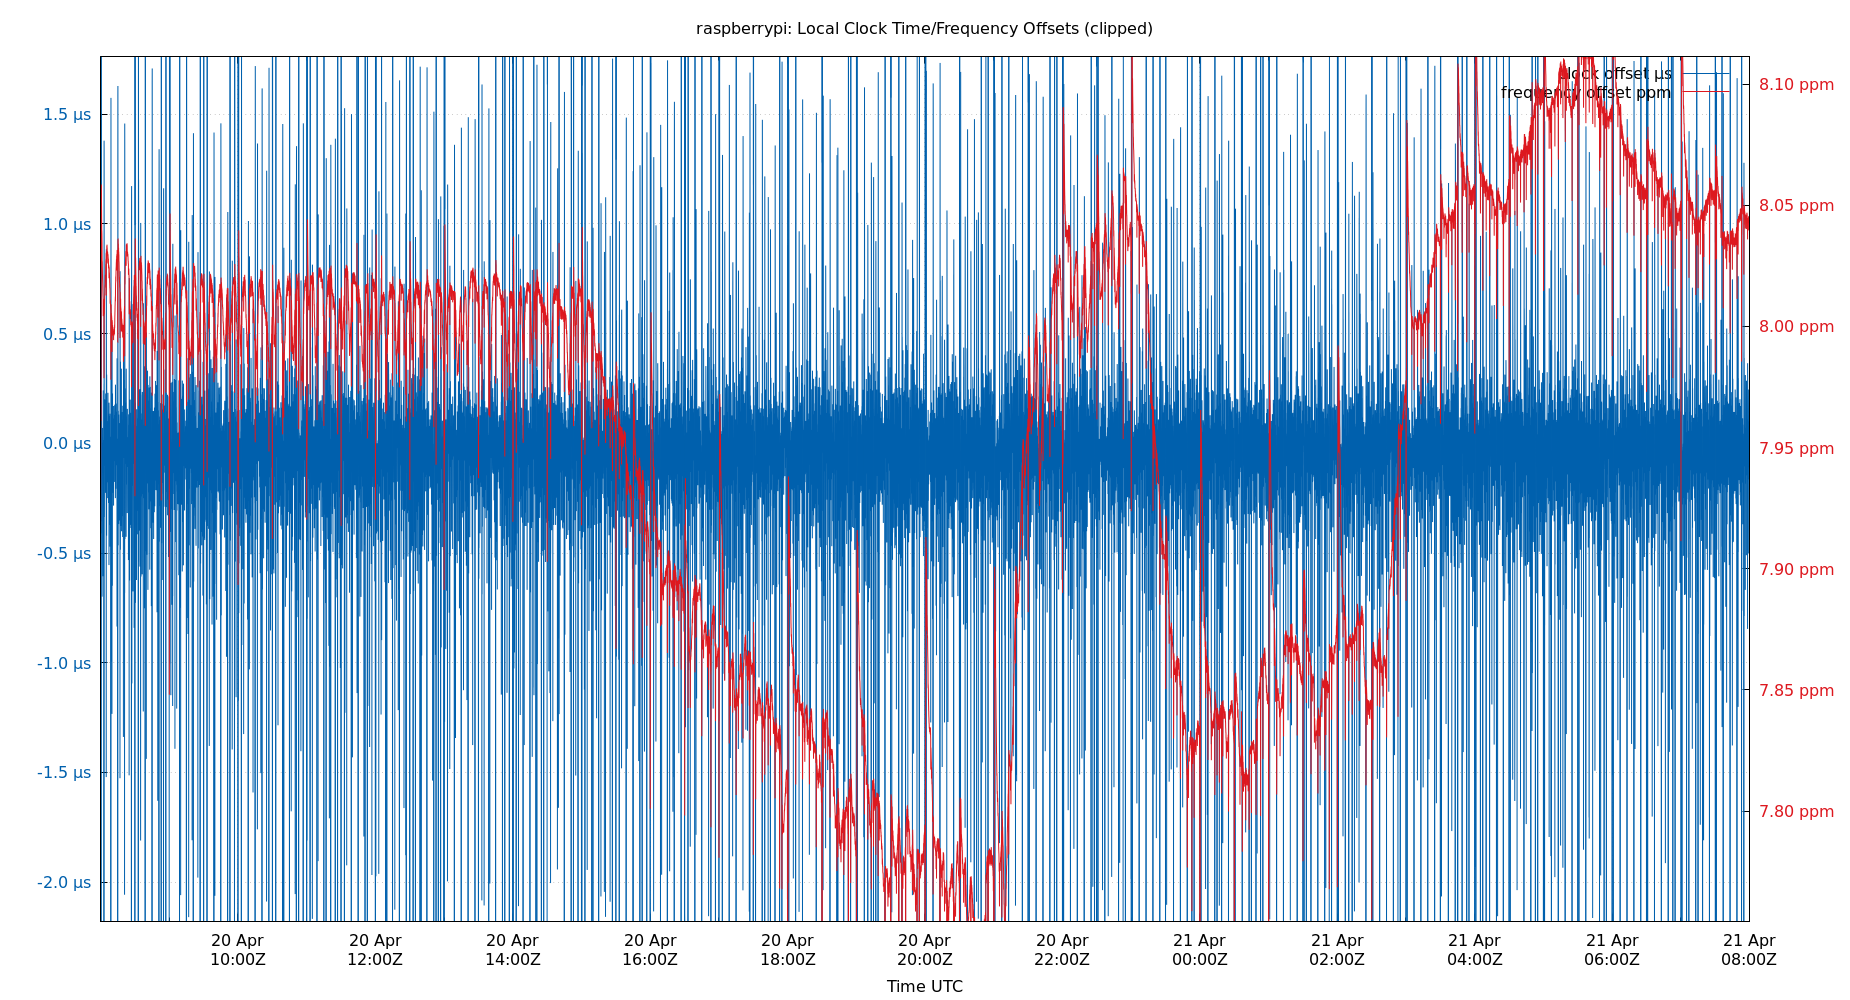 raspberrypi: Local Clock Time/Frequency Offsets (clipped)
clock offset µs
frequency offset ppm
1.5 µs
1.0 µs
0.5 µs
0.0 µs
-0.5 µs
-1.0 µs
-1.5 µs
-2.0 µs
8.10 ppm
8.05 ppm
8.00 ppm
7.95 ppm
7.90 ppm
7.85 ppm
7.80 ppm
20 Apr
10:00Z
20 Apr
12:00Z
20 Apr
14:00Z
20 Apr
16:00Z
20 Apr
18:00Z
20 Apr
20:00Z
20 Apr
22:00Z
21 Apr
00:00Z
21 Apr
02:00Z
21 Apr
04:00Z
21 Apr
06:00Z
21 Apr
08:00Z
Time UTC